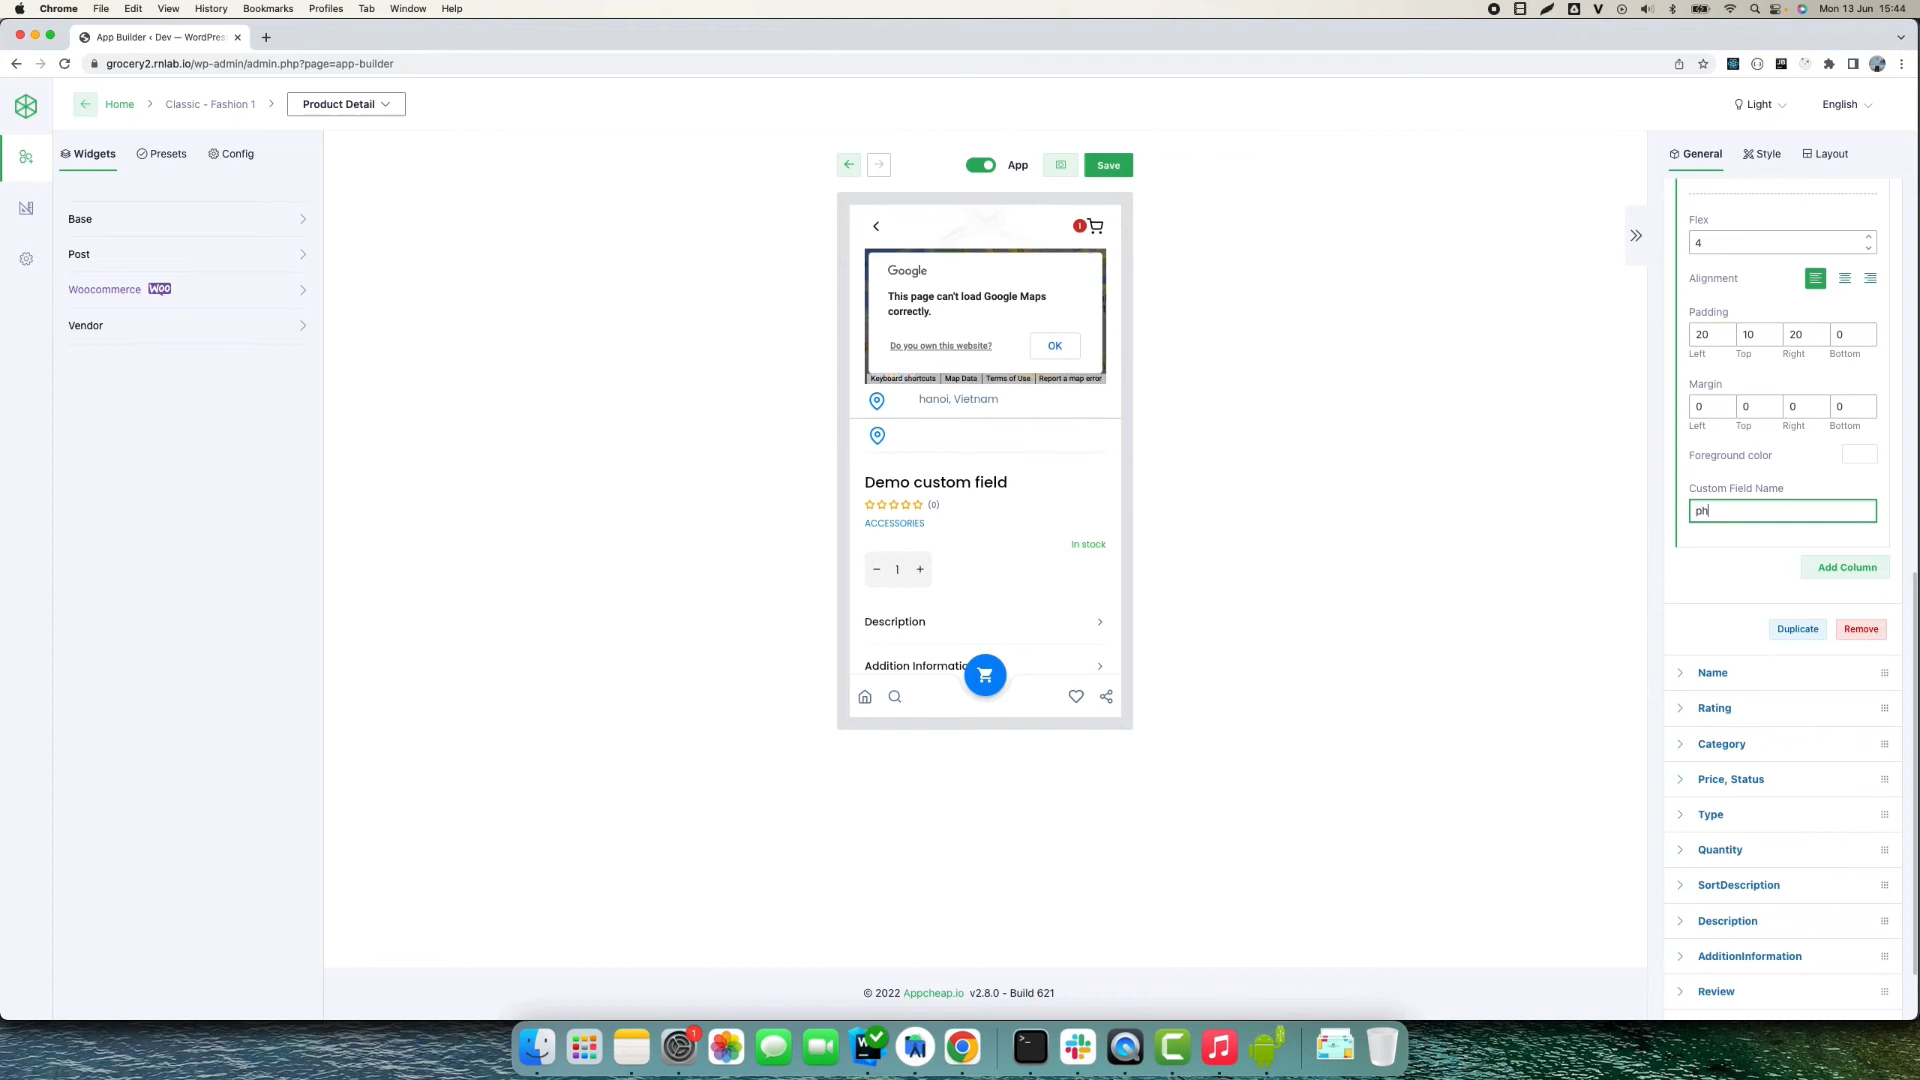 Chrome File Edit View History Bookmarks Profiles Tab Window Help
Mon 13 Jun 15:44
App Builder ‹ Dev — WordPres
grocery2.rnlab.io/wp-admin/admin.php?page=app-builder
Home
Classic - Fashion 1
Product Detail
Light
English
Widgets
Presets
Config
App
Save
General
Style
Layout
Base
Post
Woocommerce Woo
Vendor
1
Google
This page can't load Google Maps
correctly.
Do you own this website?
OK
Keyboard shortcuts
Map Data
Terms of Use
Report a map error
hanoi, Vietnam
Demo custom field
(0)
ACCESSORIES
In stock
− 1 +
Description
Addition Informatio
Flex
4
Alignment
Padding
20 10 20 0
Left Top Right Bottom
Margin
0 0 0 0
Left Top Right Bottom
Foreground color
Custom Field Name
ph
Add Column
Duplicate
Remove
Name
Rating
Category
Price, Status
Type
Quantity
SortDescription
Description
AdditionInformation
Review
© 2022 Appcheap.io v2.8.0 - Build 621
1